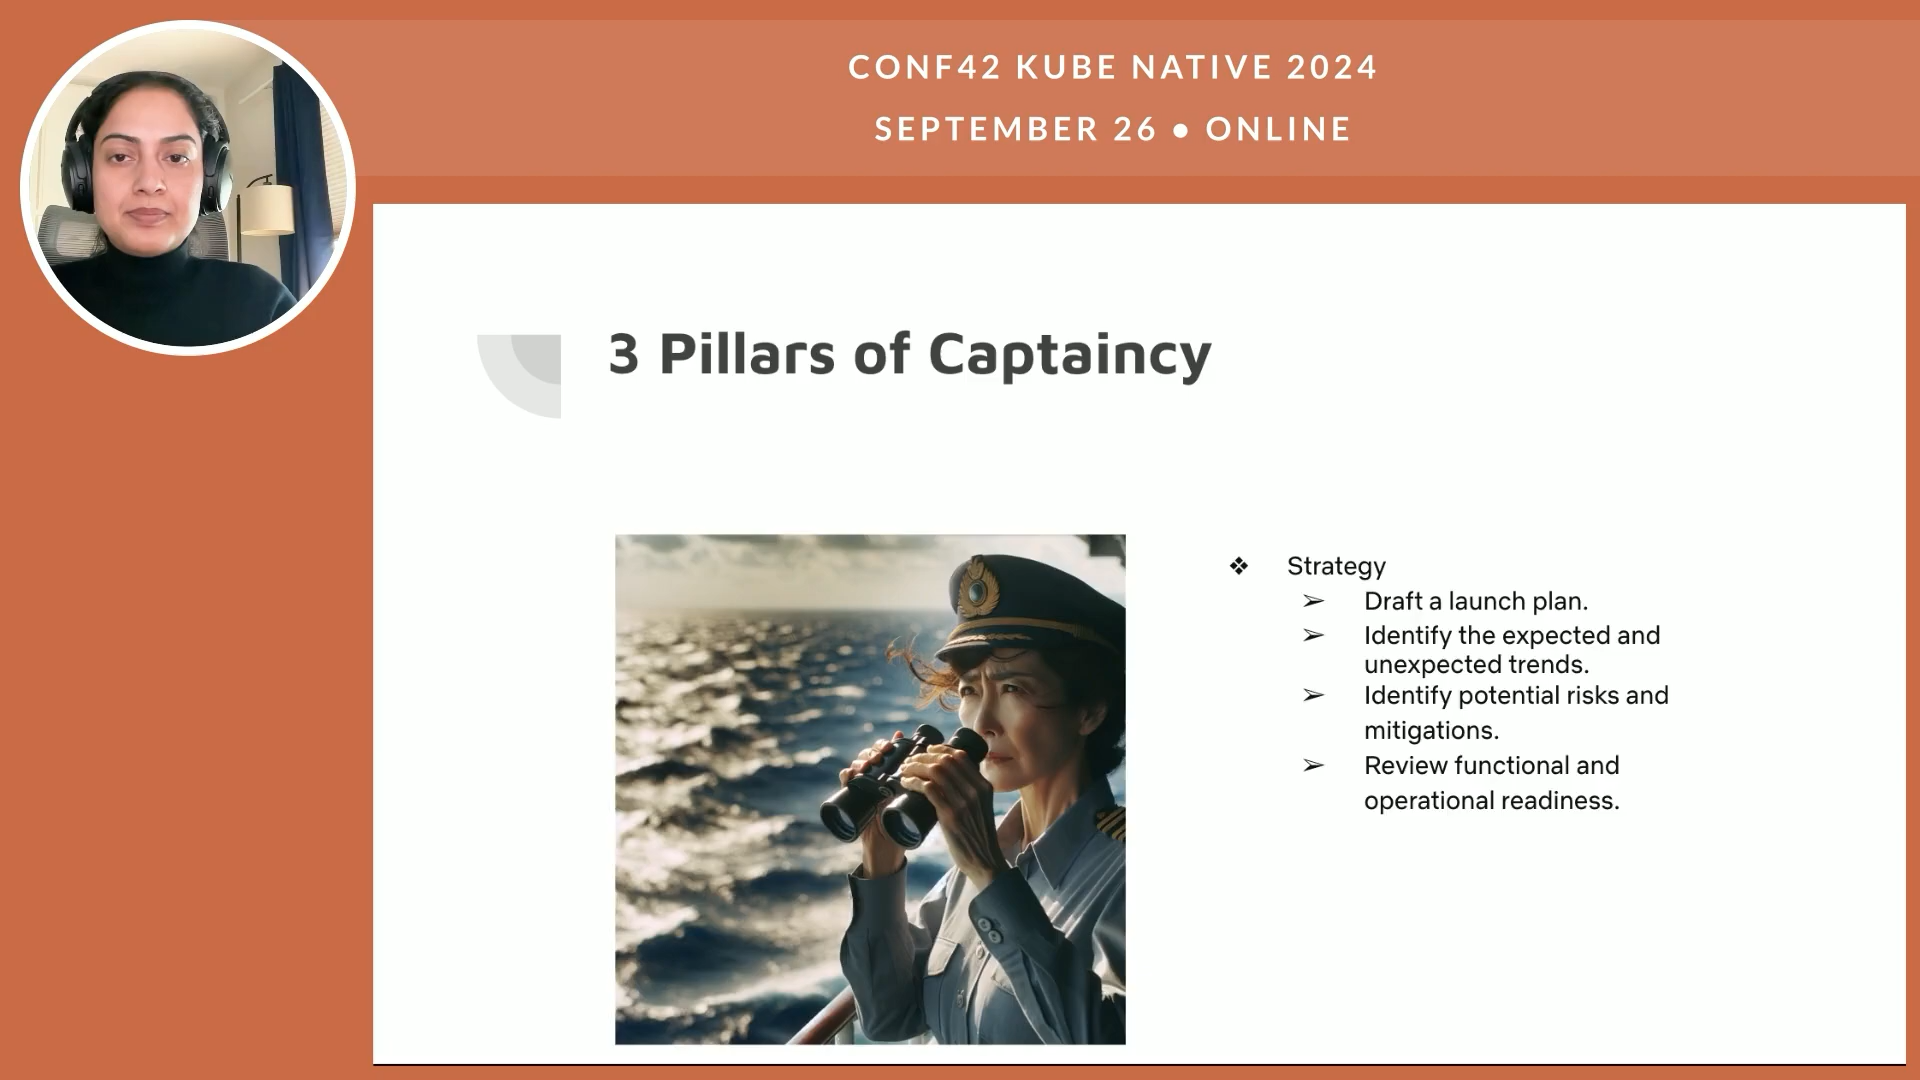 CONF42 KUBE NATIVE 2024
SEPTEMBER 26 ● ONLINE
3 Pillars of Captaincy
❖ Strategy
➢ Draft a launch plan.
➢ Identify the expected and
unexpected trends.
➢ Identify potential risks and
mitigations.
➢ Review functional and
operational readiness.